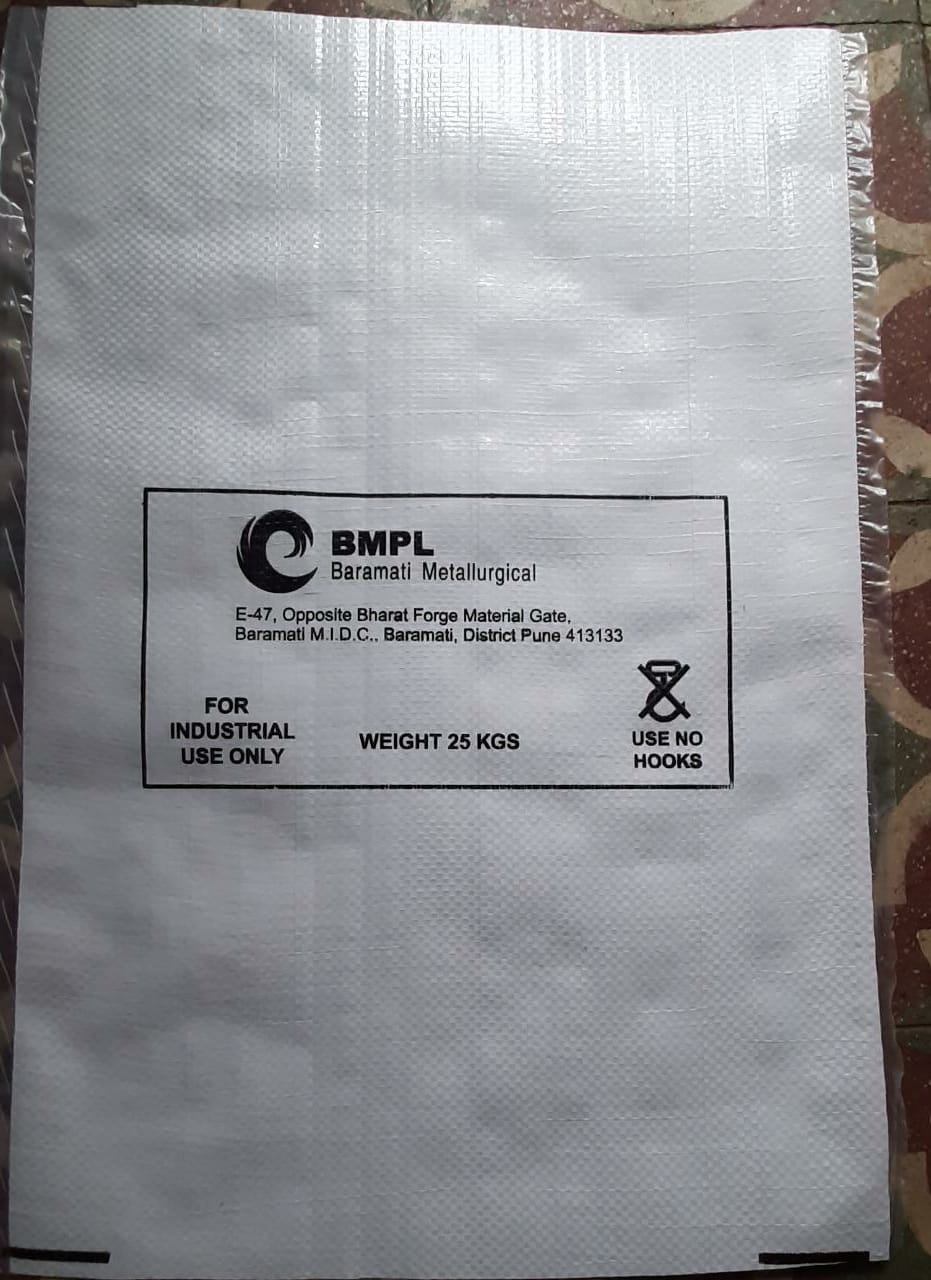 BMPL
Baramati Metallurgical
E-47, Opposite Bharat Forge Material Gate,
Baramati M.I.D.C., Baramati, District Pune 413133
FOR
INDUSTRIAL
USE ONLY
WEIGHT 25 KGS
USE NO
HOOKS